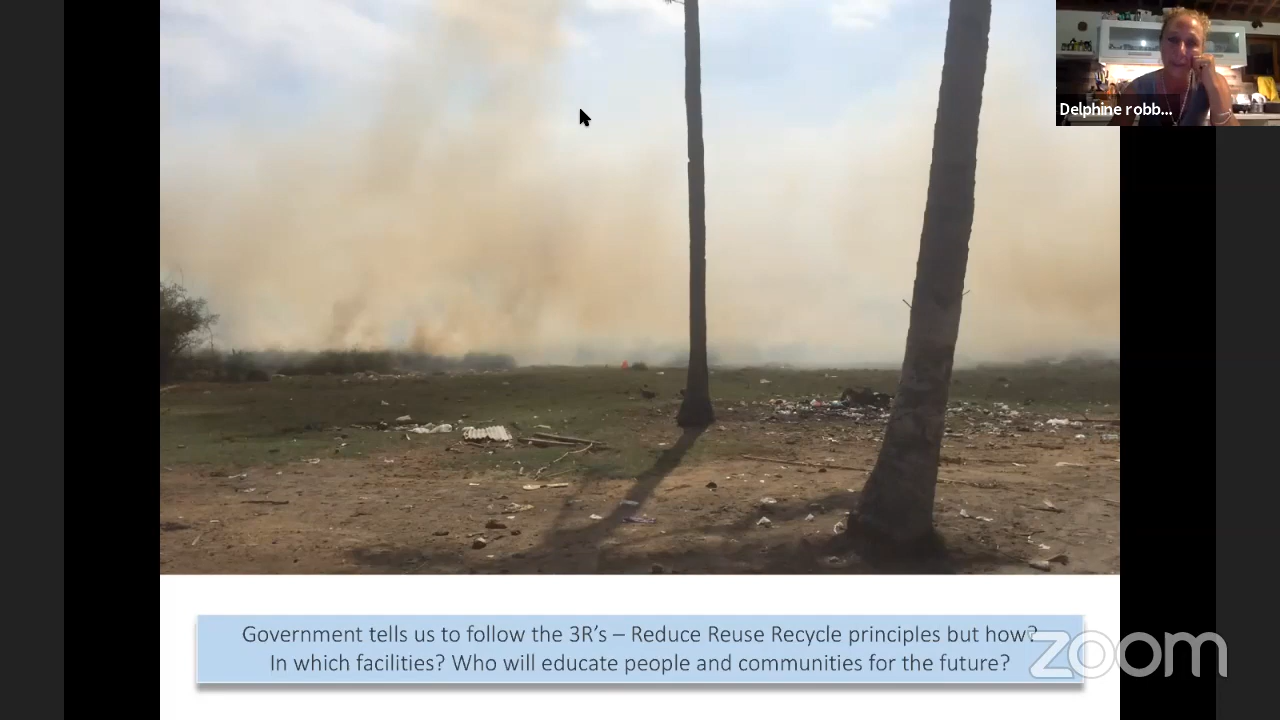 Delphine robb...
Government tells us to follow the 3R’s – Reduce Reuse Recycle principles but how?
In which facilities? Who will educate people and communities for the future?
zoom